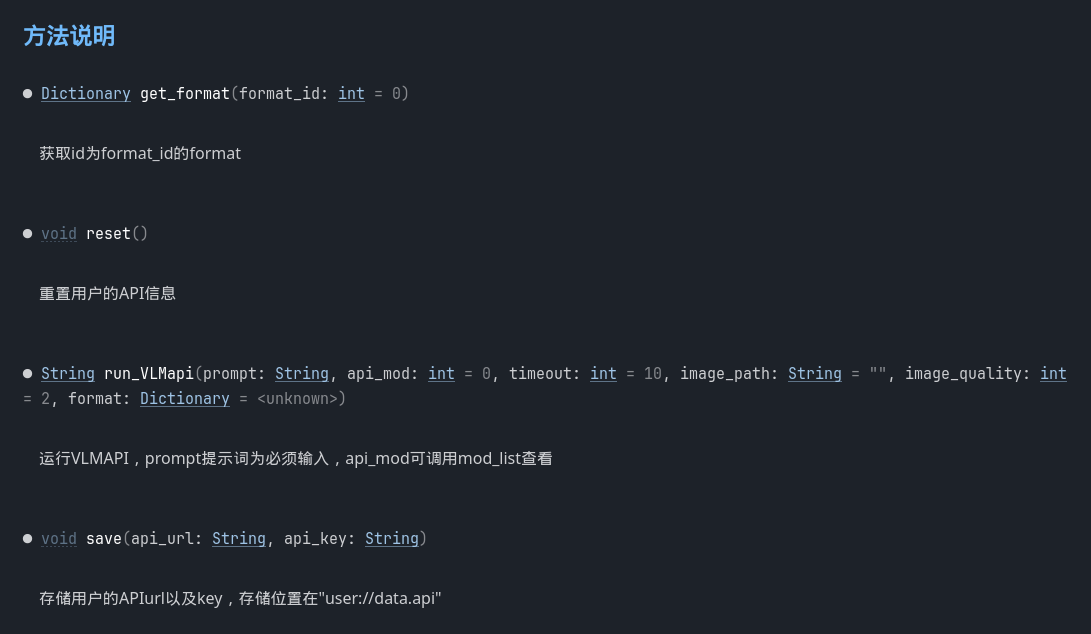 方法说明
● Dictionary get_format(format_id: int = 0)
获取id为format_id的format
● void reset()
重置用户的API信息
● String run_VLMapi(prompt: String, api_mod: int = 0, timeout: int = 10, image_path: String = "", image_quality: int
= 2, format: Dictionary = <unknown>)
运行VLMAPI，prompt提示词为必须输入，api_mod可调用mod_list查看
● void save(api_url: String, api_key: String)
存储用户的APIurl以及key，存储位置在"user://data.api"